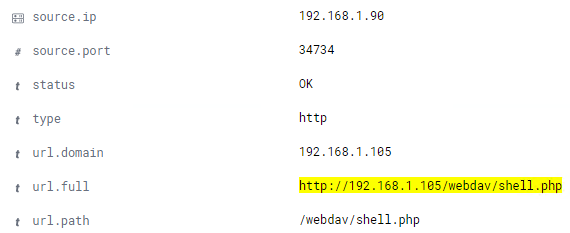 source.ip 192.168.1.90
# source.port 34734
t status OK
t type http
t url.domain 192.168.1.105
t url.full http://192.168.1.105/webdav/shell.php
t url.path /webdav/shell.php